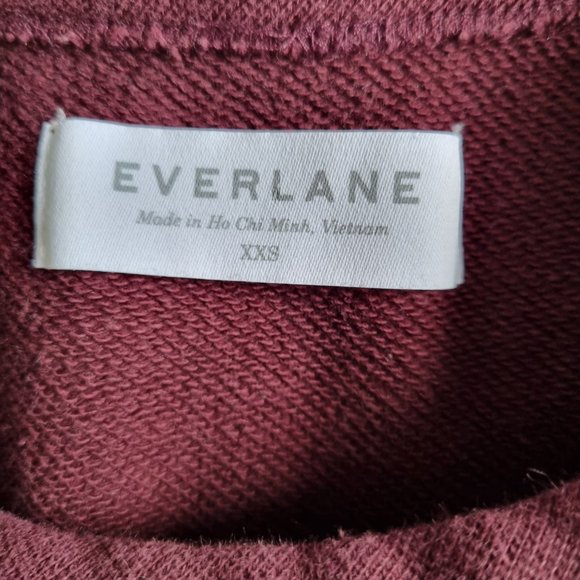 EVERLANE
Made in Ho Chi Minh, Vietnam
XXS